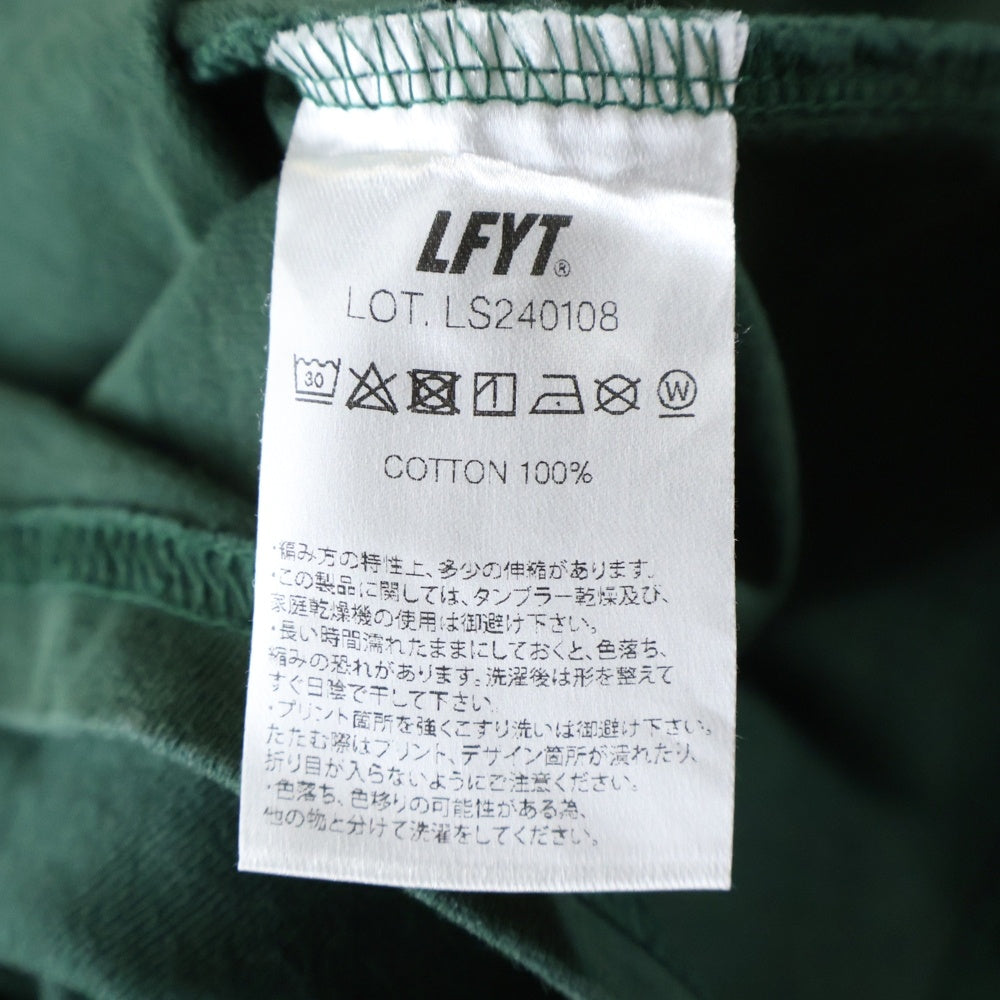 LFYT®
LOT. LS240108
30
W
COTTON 100%
・編み方の特性上、多少の伸縮があります。
・この製品に関しては、タンブラー乾燥及び、
家庭乾燥機の使用は御避け下さい。
・長い時間濡れたままにしておくと、色落ち、
縮みの恐れがあります。洗濯後は形を整えて
すぐ日陰で干して下さい。
・プリント箇所を強くこすり洗いは御避け下さい。
たたむ際はプリント、デザイン箇所が潰れたり、
折り目が入らないようにご注意ください。
・色落ち、色移りの可能性がある為、
他の物と分けて洗濯をしてください。